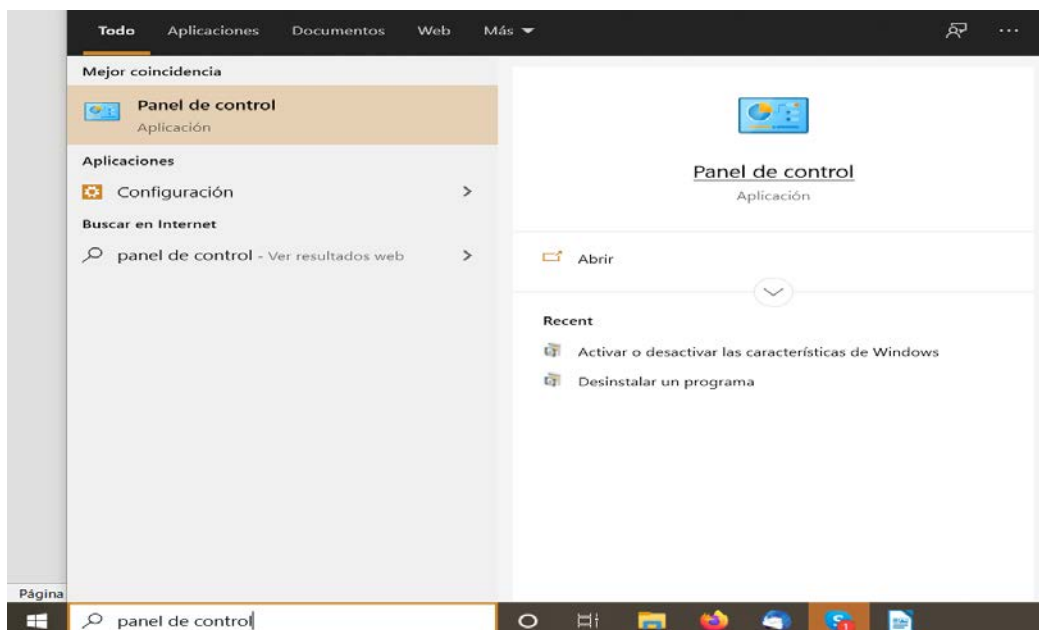 Todo Aplicaciones Documentos Web Más
Mejor coincidencia
Panel de control
Aplicación
Aplicaciones
Configuración
Buscar en Internet
panel de control - Ver resultados web
Panel de control
Aplicación
Abrir
Recent
Activar o desactivar las características de Windows
Desinstalar un programa
Página
panel de control